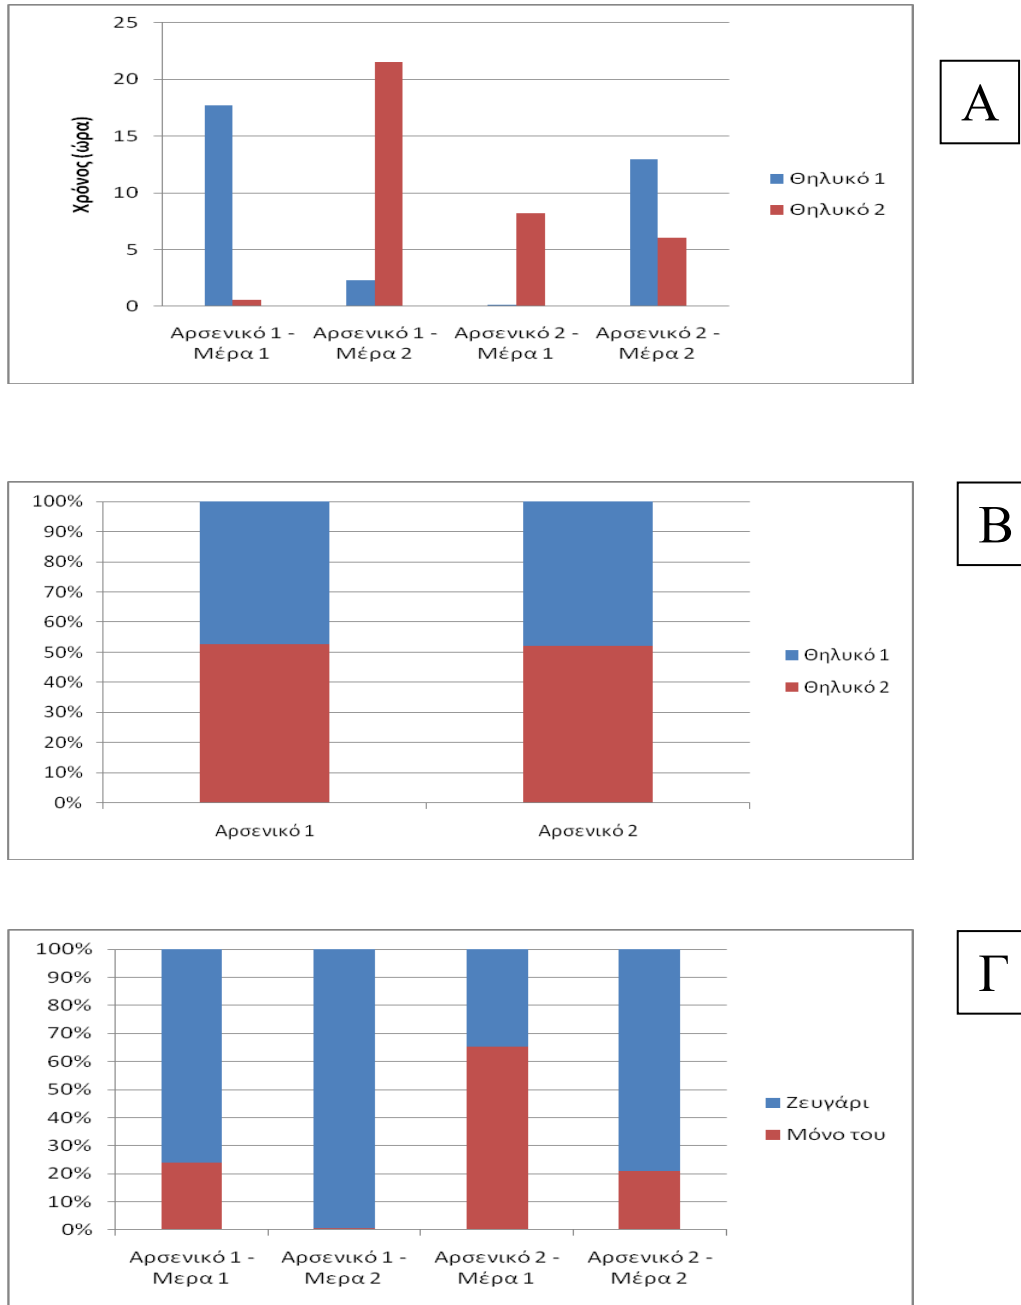 25
20
15
10
5
0
Χρόνος (ώρα)
Αρσενικό 1 - Αρσενικό 1 - Αρσενικό 2 - Αρσενικό 2 -
Μέρα 1 Μέρα 2 Μέρα 1 Μέρα 2
Θηλυκό 1
Θηλυκό 2
Α
100%
90%
80%
70%
60%
50%
40%
30%
20%
10%
0%
Αρσενικό 1 Αρσενικό 2
Θηλυκό 1
Θηλυκό 2
Β
100%
90%
80%
70%
60%
50%
40%
30%
20%
10%
0%
Αρσενικό 1 - Αρσενικό 1 - Αρσενικό 2 - Αρσενικό 2 -
Μερα 1 Μερα 2 Μέρα 1 Μέρα 2
Ζευγάρι
Μόνο του
Γ